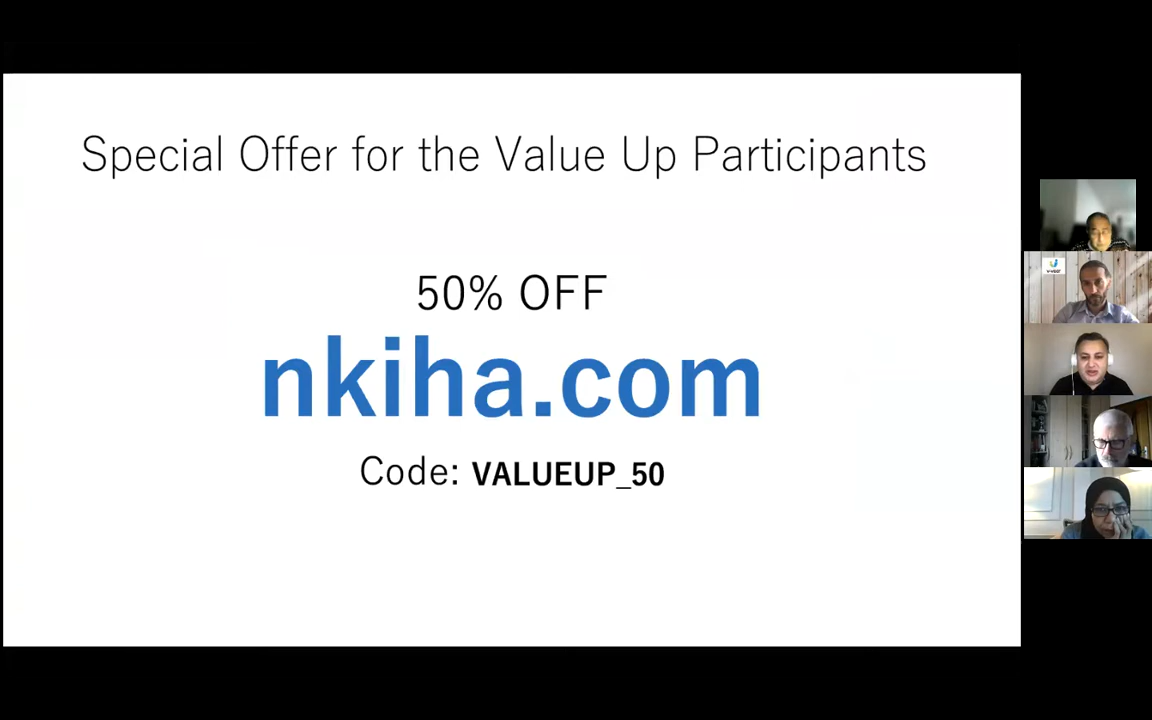 Special Offer for the Value Up Participants
50% OFF
nkiha.com
Code: VALUEUP_50